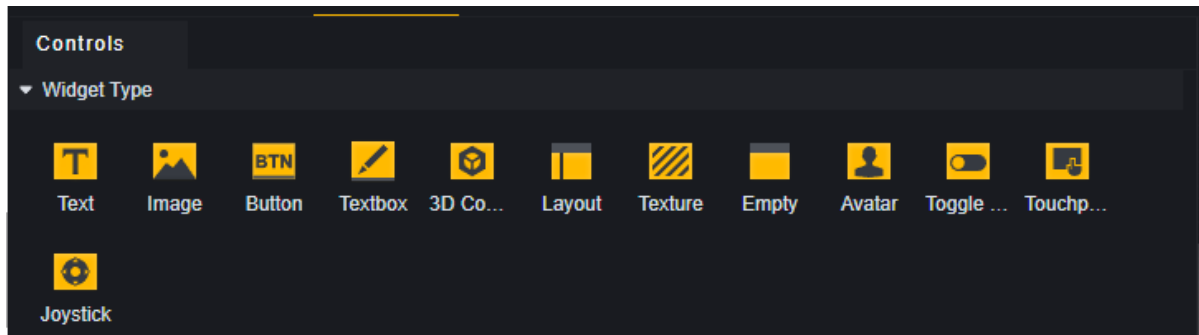 Controls
Widget Type
BTN
Text Image Button Textbox 3D Co... Layout Texture Empty Avatar Toggle ... Touchp...
Joystick